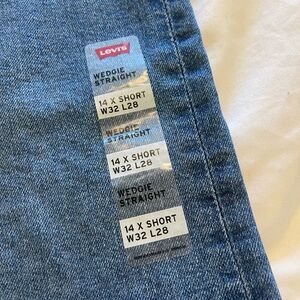 Levi's
WEDGIE
STRAIGHT
14 X SHORT
W32 L28
WEDGIE
STRAIGHT
14 X SHORT
W32 L28
WEDGIE
STRAIGHT
14 X SHORT
W32 L28